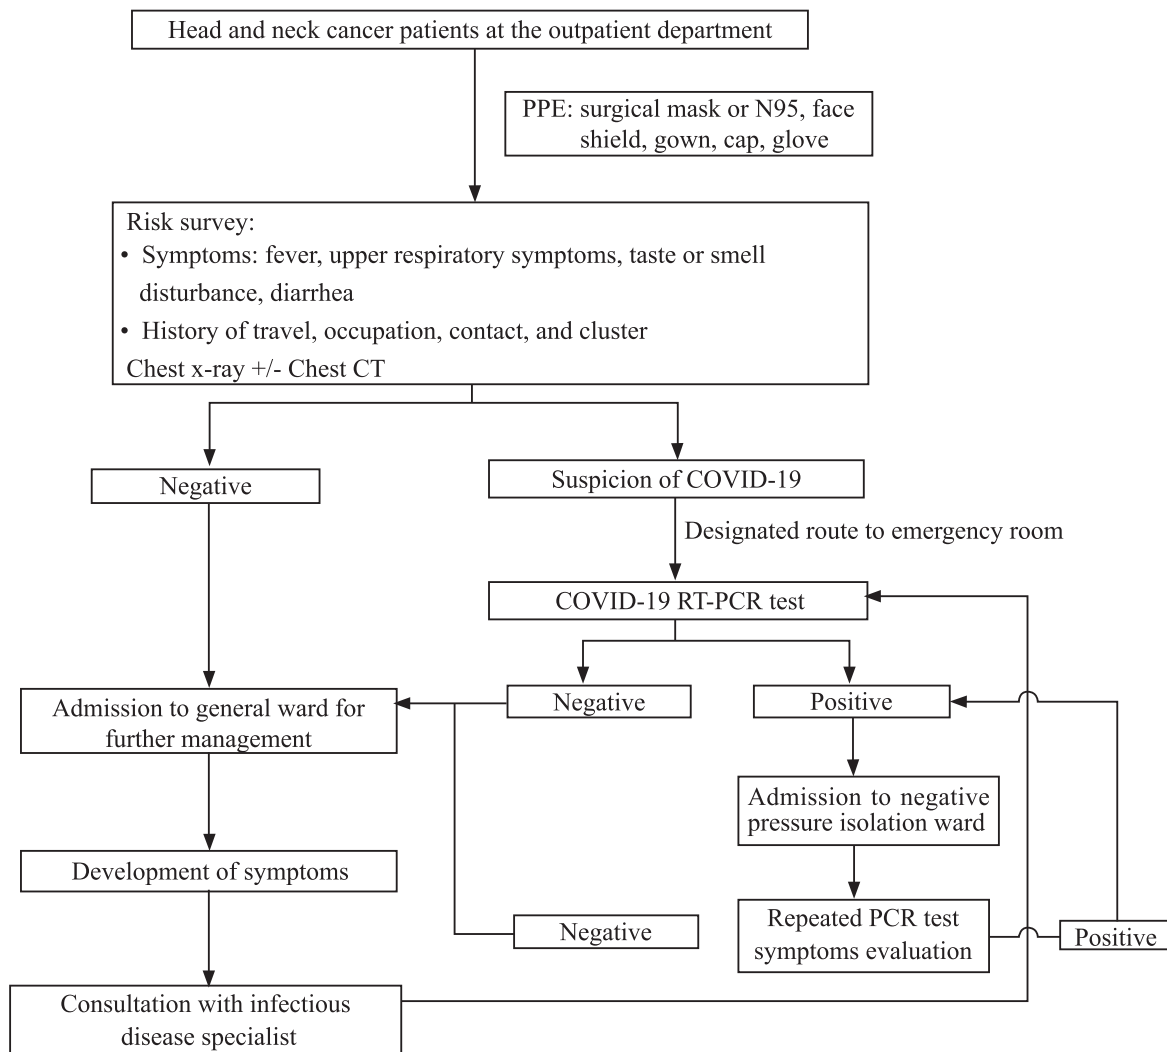 Head and neck cancer patients at the outpatient department
PPE: surgical mask or N95, face
shield, gown, cap, glove
Risk survey:
• Symptoms: fever, upper respiratory symptoms, taste or smell
disturbance, diarrhea
• History of travel, occupation, contact, and cluster
Chest x-ray +/- Chest CT
Negative
Suspicion of COVID-19
Designated route to emergency room
COVID-19 RT-PCR test
Negative
Positive
Admission to general ward for
further management
Admission to negative
pressure isolation ward
Development of symptoms
Repeated PCR test
symptoms evaluation
Negative
Positive
Consultation with infectious
disease specialist